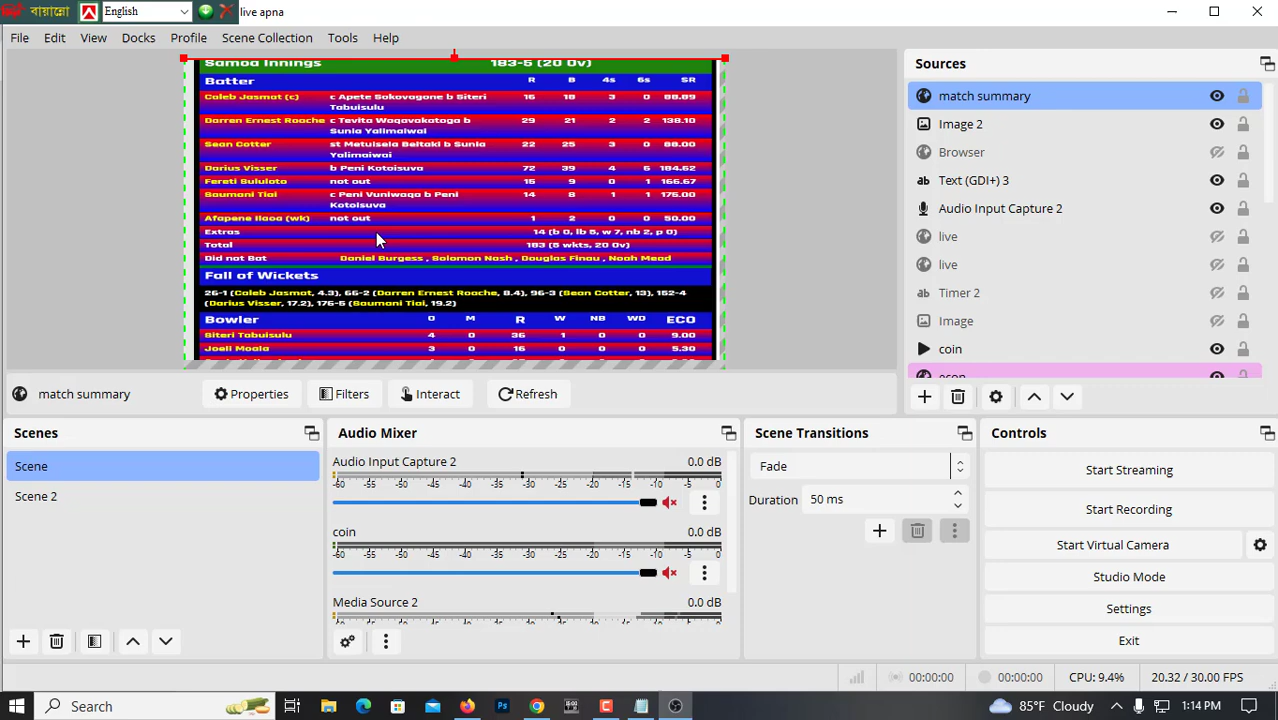 বায়ান্নো English live apna
File Edit View Docks Profile Scene Collection Tools Help
Samoa Innings 183-5 (20 Ov)
Batter R B 4s 6s SR
Caleb Jasmat (c) c Apete Sokovagone b Siteri Tabuisulu 16 18 3 0 88.89
Darren Ernest Roache c Tevita Waqavakatoga b Sunia Yalimaiwai 29 21 2 2 138.10
Sean Cotter st Metuisela Beitaki b Sunia Yalimaiwai 22 25 3 0 88.00
Darius Visser b Peni Kotoisuva 72 39 4 6 184.62
Fereti Sululoto not out 15 9 0 1 166.67
Saumani Tiai c Peni Vuniwaqa b Peni Kotoisuva 14 8 1 1 175.00
Afapene Ilaoa (wk) not out 1 2 0 0 50.00
Extras 14 (b 0, lb 5, w 7, nb 2, p 0)
Total 183 (5 wkts, 20 Ov)
Did not Bat Daniel Burgess , Solomon Nash , Douglas Finau , Noah Mead
Fall of Wickets
26-1 (Caleb Jasmat, 4.3), 66-2 (Darren Ernest Roache, 8.4), 96-3 (Sean Cotter, 13), 152-4
(Darius Visser, 17.2), 176-5 (Saumani Tiai, 19.2)
Bowler O M R W NB WD ECO
Siteri Tabuisulu 4 0 36 1 0 0 9.00
Joeli Moala 3 0 16 0 0 0 5.30
Sources
match summary
Image 2
Browser
Text (GDI+) 3
Audio Input Capture 2
live
live
Timer 2
Image
coin
econ
match summary Properties Filters Interact Refresh
Scenes
Scene
Scene 2
Audio Mixer
Audio Input Capture 2 0.0 dB
-60 -55 -50 -45 -40 -35 -30 -25 -20 -15 -10 -5 0
coin 0.0 dB
-60 -55 -50 -45 -40 -35 -30 -25 -20 -15 -10 -5 0
Media Source 2 0.0 dB
Scene Transitions
Fade
Duration 50 ms
Controls
Start Streaming
Start Recording
Start Virtual Camera
Studio Mode
Settings
Exit
00:00:00 00:00:00 CPU: 9.4% 20.32 / 30.00 FPS
Search Ps 85°F Cloudy 1:14 PM